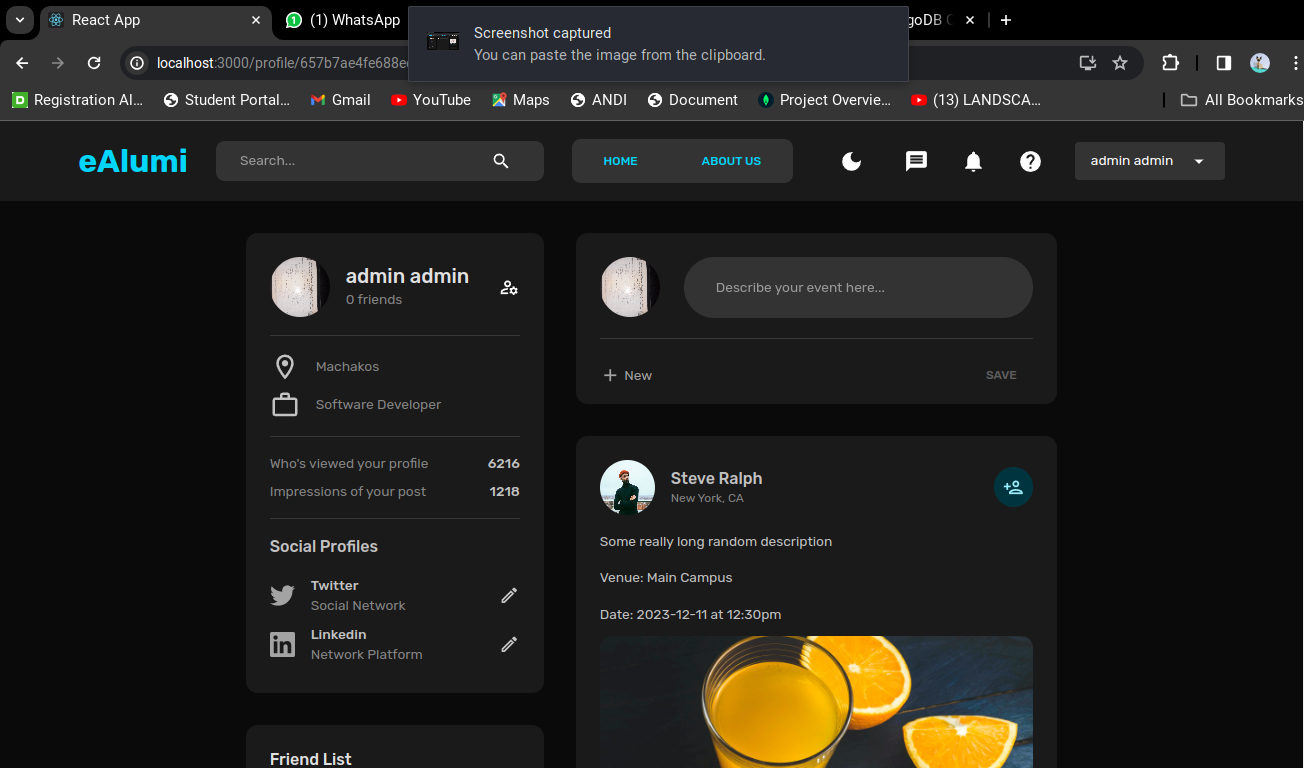 React App
(1) WhatsApp
Screenshot captured
You can paste the image from the clipboard.
goDB
localhost:3000/profile/657b7ae4fe688e
Registration Al...
Student Portal...
Gmail
YouTube
Maps
ANDI
Document
Project Overvie...
(13) LANDSCA...
All Bookmarks
eAlumi
Search...
HOME
ABOUT US
admin admin
admin admin
0 friends
Machakos
Software Developer
Who's viewed your profile 6216
Impressions of your post 1218
Social Profiles
Twitter
Social Network
Linkedin
Network Platform
Friend List
Describe your event here...
New
SAVE
Steve Ralph
New York, CA
Some really long random description
Venue: Main Campus
Date: 2023-12-11 at 12:30pm